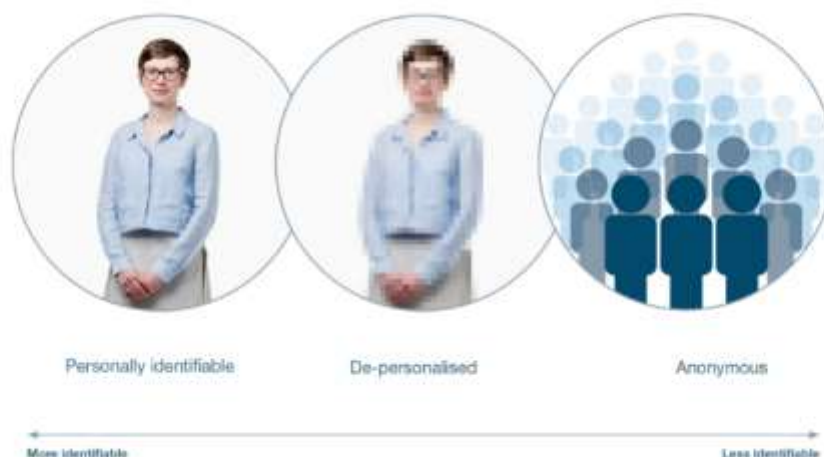 Personally identifiable
De-personalised
Anonymous
More identifiable
Less identifiable